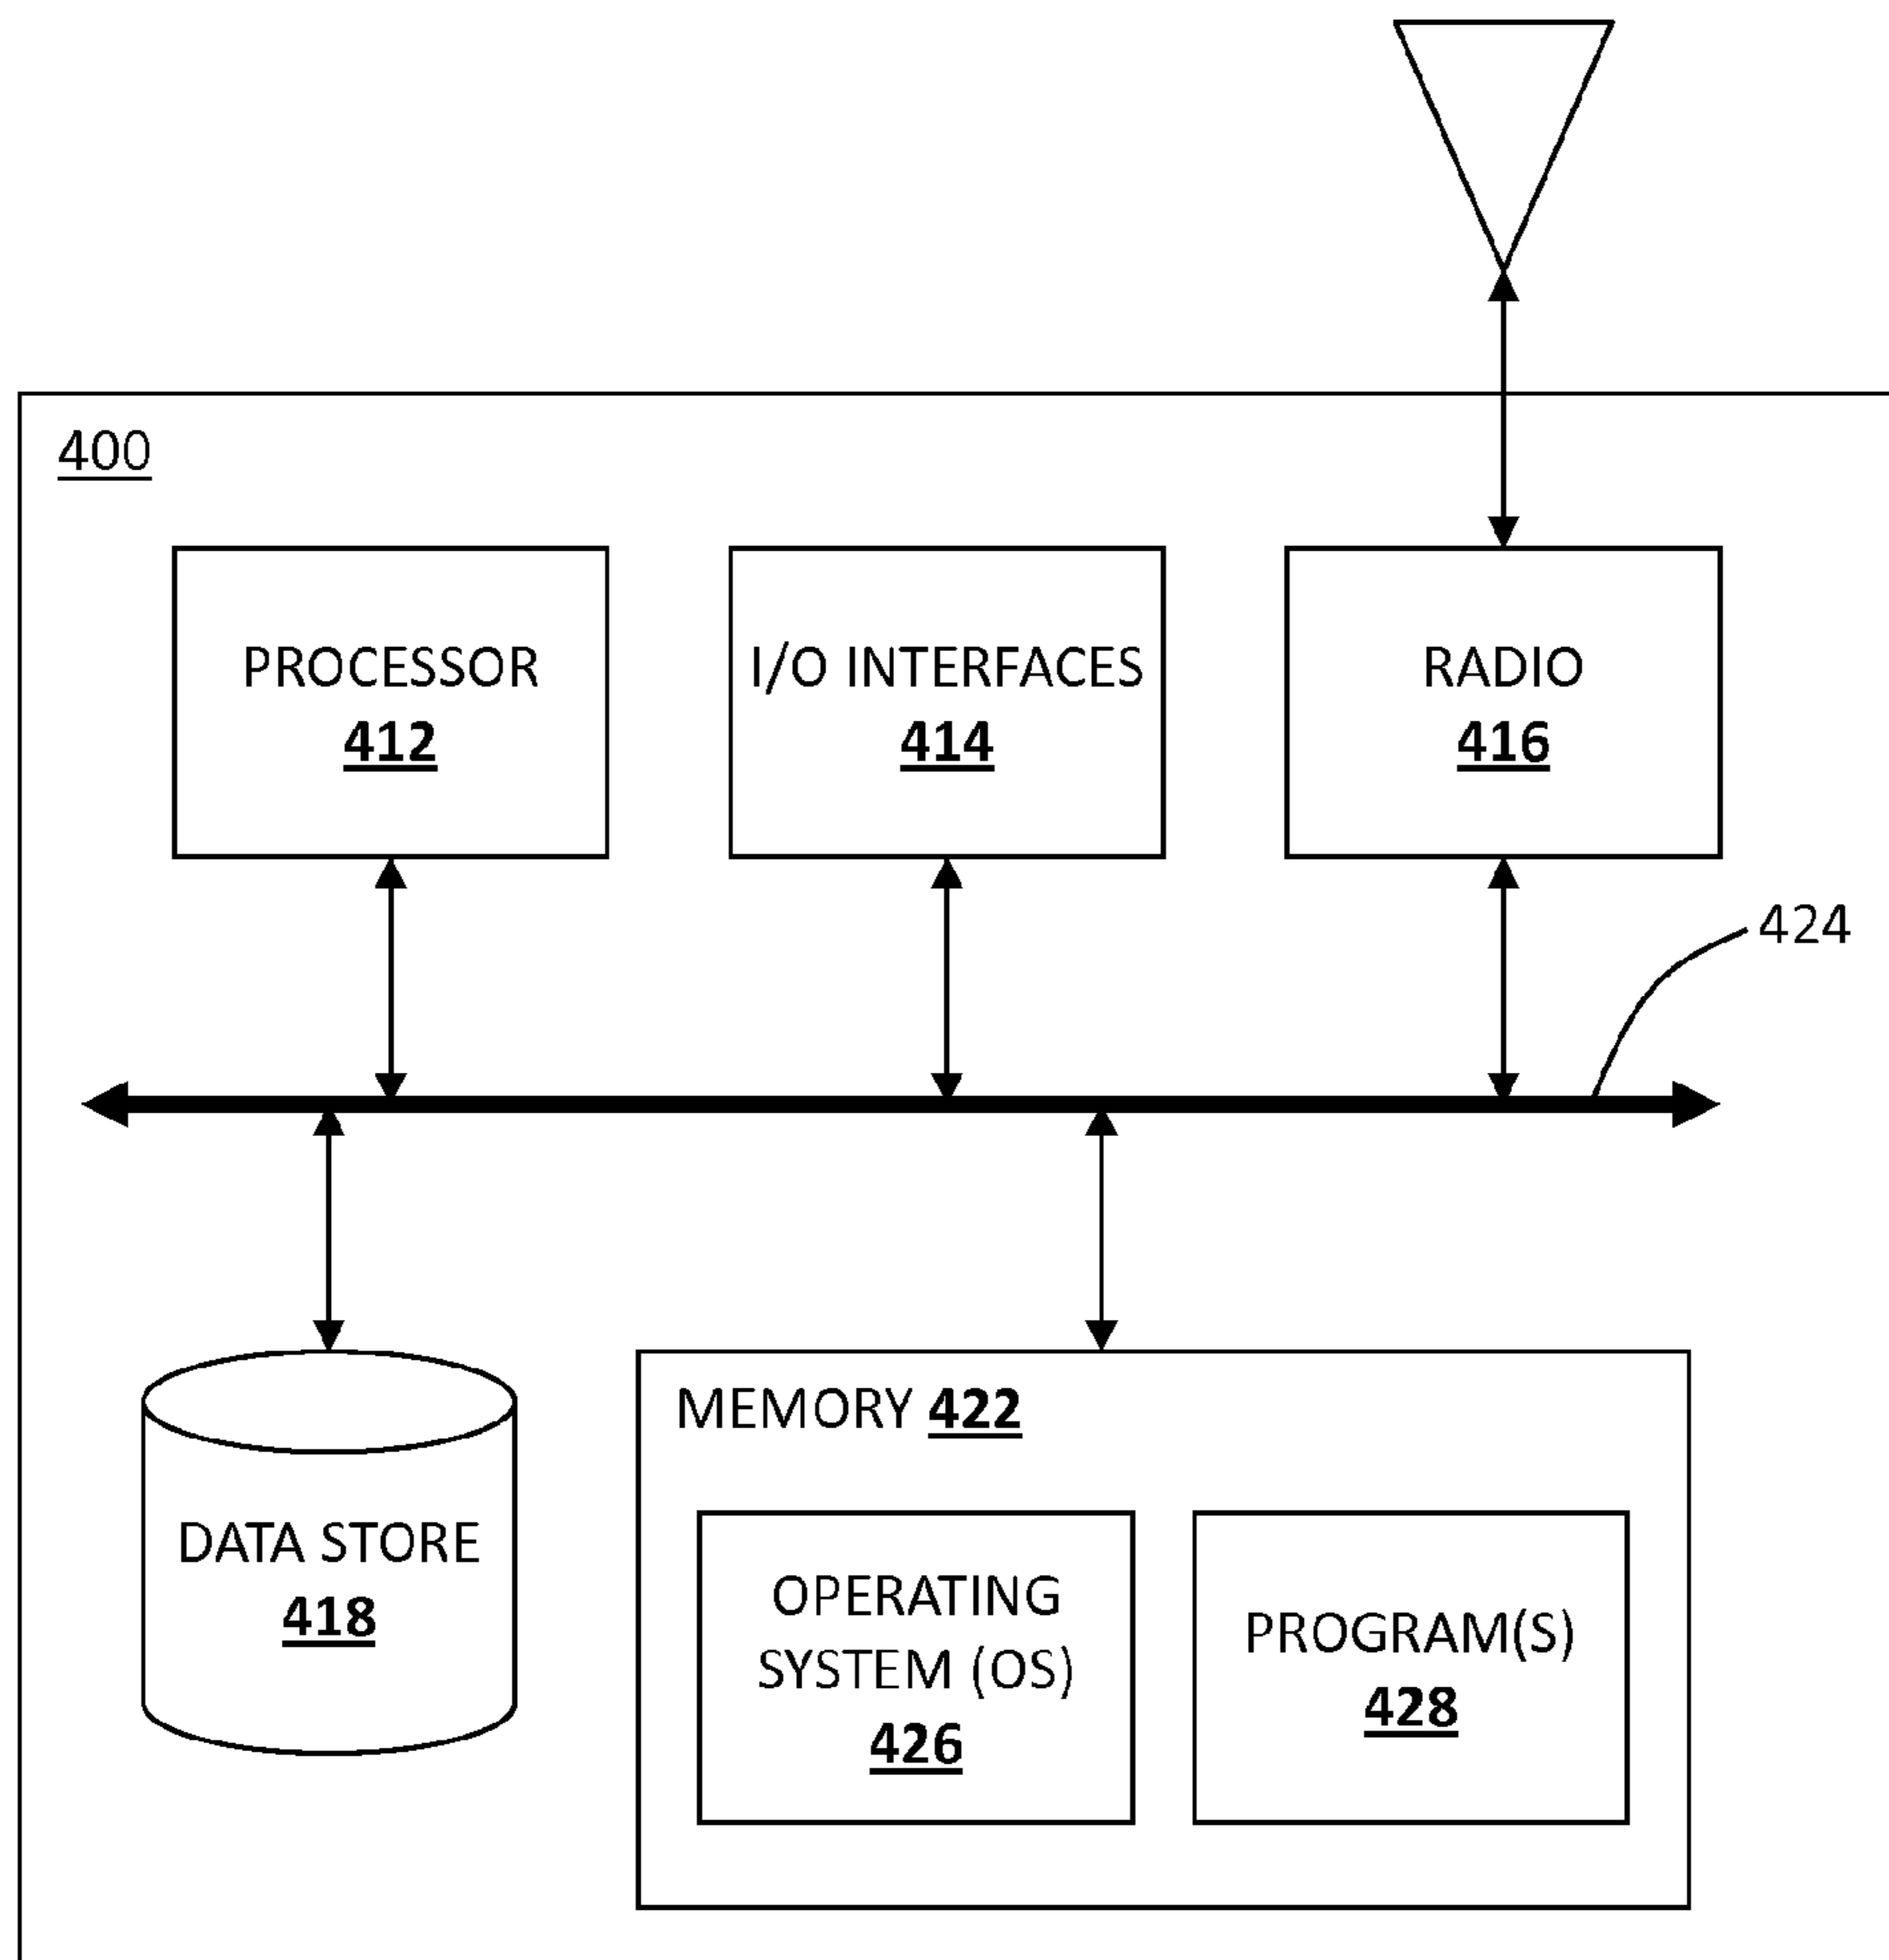 400
PROCESSOR
412
I/O INTERFACES
414
RADIO
416
424
DATA STORE
418
MEMORY 422
OPERATING
SYSTEM (OS)
426
PROGRAM(S)
428